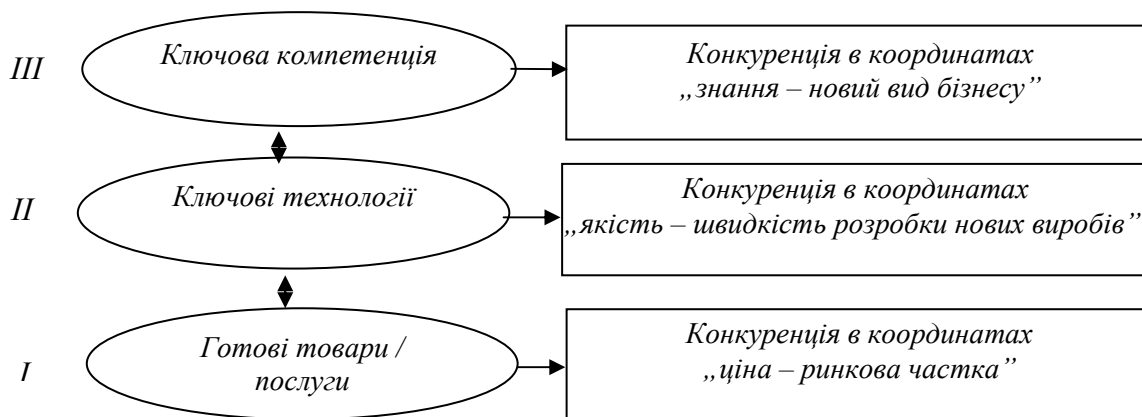 III
Ключова компетенція
Конкуренція в координатах
„знання – новий вид бізнесу”
II
Ключові технології
Конкуренція в координатах
„якість – швидкість розробки нових виробів”
I
Готові товари /
послуги
Конкуренція в координатах
„ціна – ринкова частка”